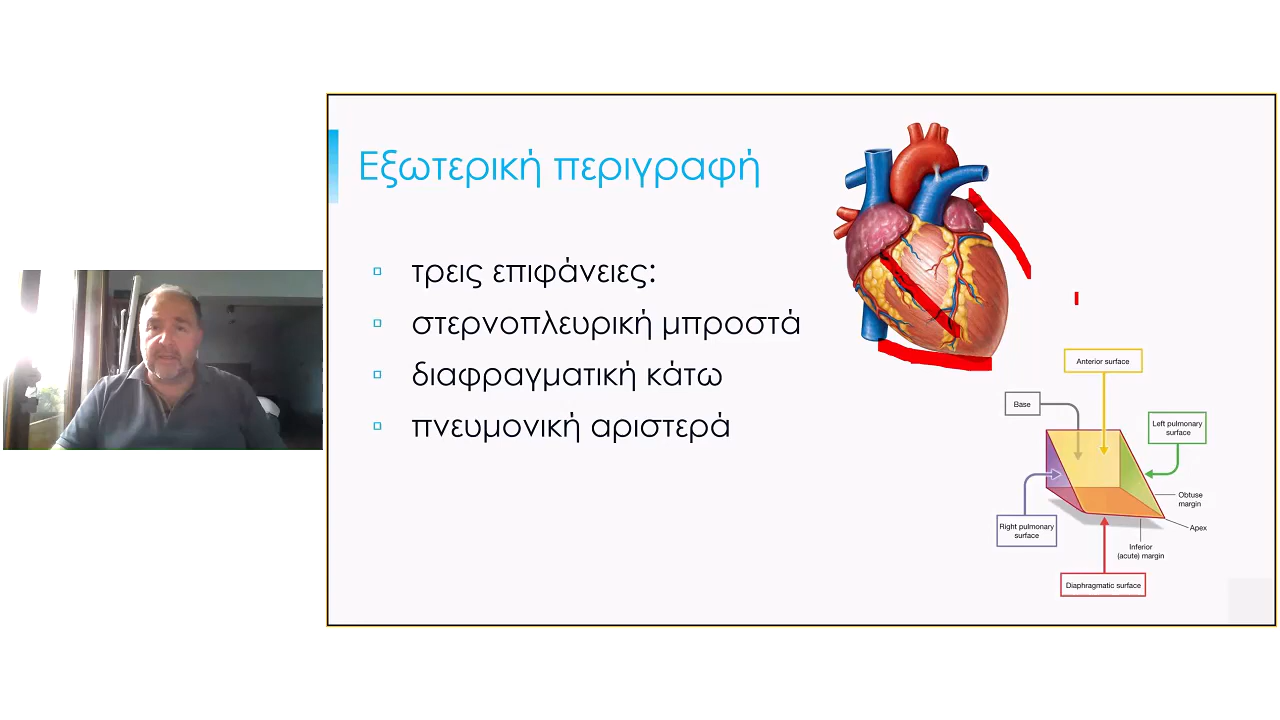 Εξωτερική περιγραφή
τρεις επιφάνειες:
στερνοπλευρική μπροστά
διαφραγματική κάτω
πνευμονική αριστερά
Anterior surface
Base
Left pulmonary
surface
Obtuse
margin
Apex
Right pulmonary
surface
Inferior
(acute) margin
Diaphragmatic surface